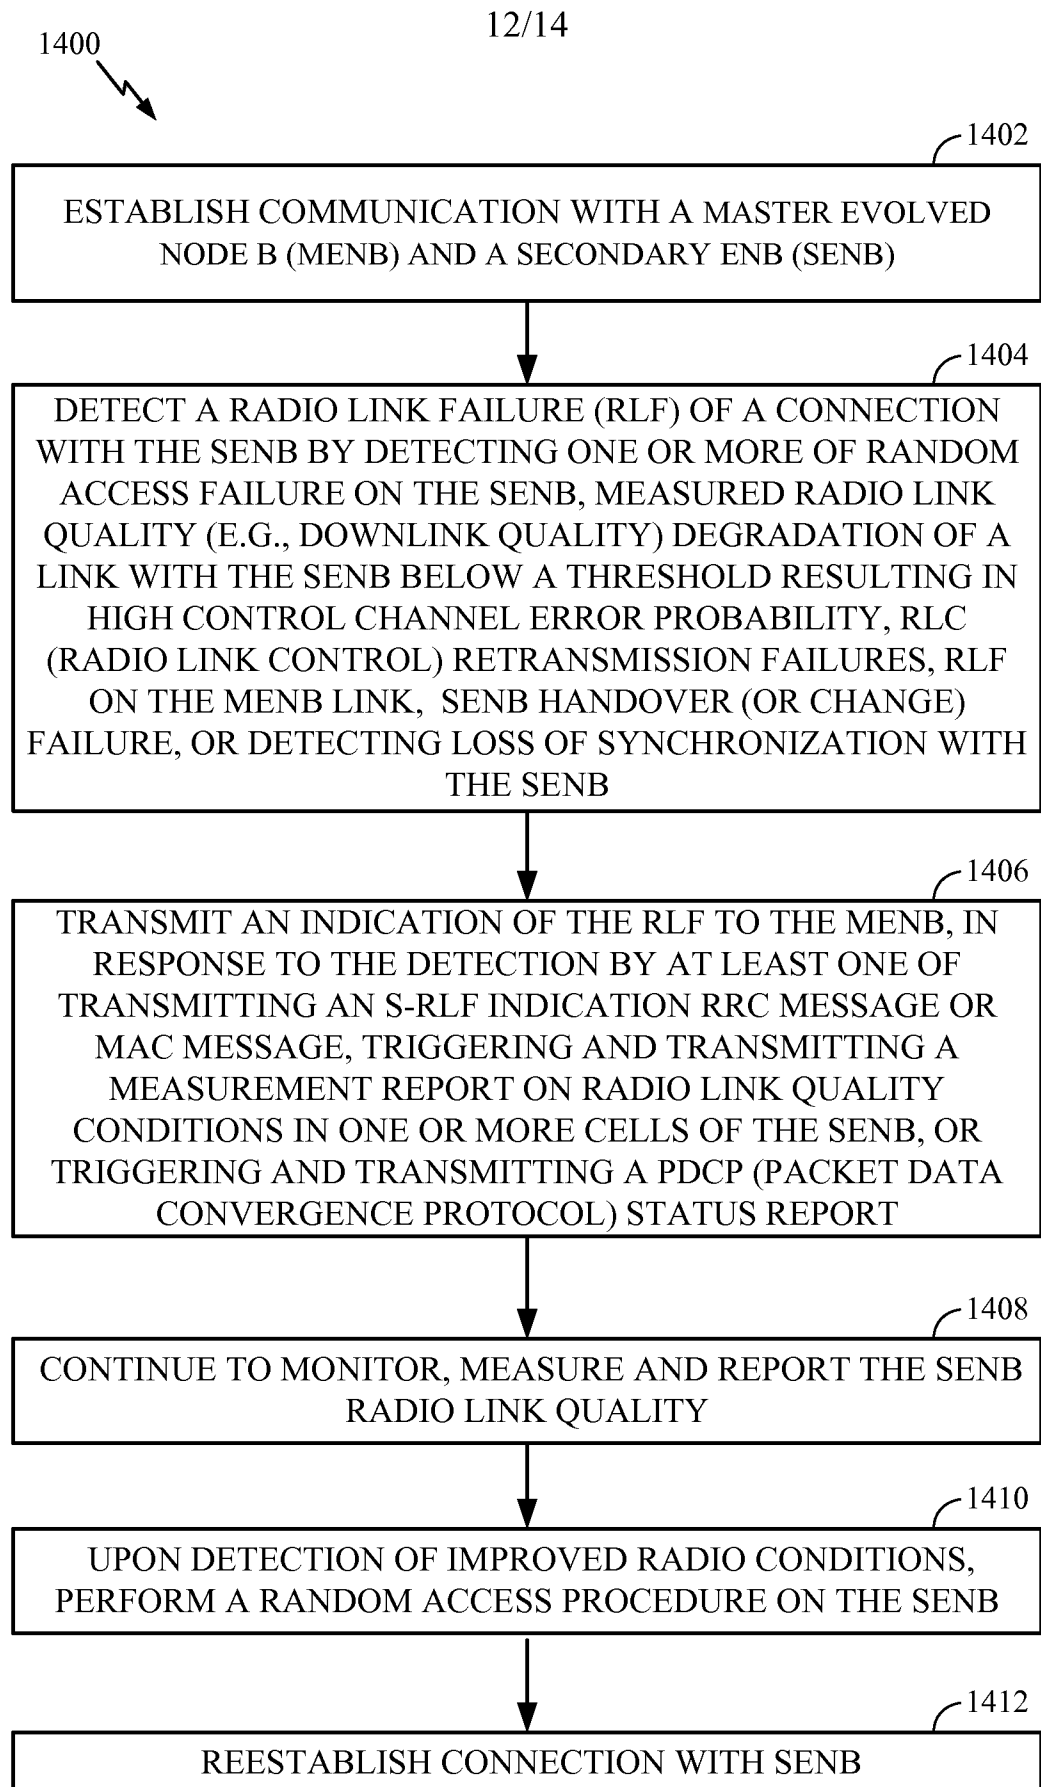 12/14
1400
1402
ESTABLISH COMMUNICATION WITH A MASTER EVOLVED
NODE B (MENB) AND A SECONDARY ENB (SENB)
1404
DETECT A RADIO LINK FAILURE (RLF) OF A CONNECTION
WITH THE SENB BY DETECTING ONE OR MORE OF RANDOM
ACCESS FAILURE ON THE SENB, MEASURED RADIO LINK
QUALITY (E.G., DOWNLINK QUALITY) DEGRADATION OF A
LINK WITH THE SENB BELOW A THRESHOLD RESULTING IN
HIGH CONTROL CHANNEL ERROR PROBABILITY, RLC
(RADIO LINK CONTROL) RETRANSMISSION FAILURES, RLF
ON THE MENB LINK, SENB HANDOVER (OR CHANGE)
FAILURE, OR DETECTING LOSS OF SYNCHRONIZATION WITH
THE SENB
1406
TRANSMIT AN INDICATION OF THE RLF TO THE MENB, IN
RESPONSE TO THE DETECTION BY AT LEAST ONE OF
TRANSMITTING AN S-RLF INDICATION RRC MESSAGE OR
MAC MESSAGE, TRIGGERING AND TRANSMITTING A
MEASUREMENT REPORT ON RADIO LINK QUALITY
CONDITIONS IN ONE OR MORE CELLS OF THE SENB, OR
TRIGGERING AND TRANSMITTING A PDCP (PACKET DATA
CONVERGENCE PROTOCOL) STATUS REPORT
1408
CONTINUE TO MONITOR, MEASURE AND REPORT THE SENB
RADIO LINK QUALITY
1410
UPON DETECTION OF IMPROVED RADIO CONDITIONS,
PERFORM A RANDOM ACCESS PROCEDURE ON THE SENB
1412
REESTABLISH CONNECTION WITH SENB